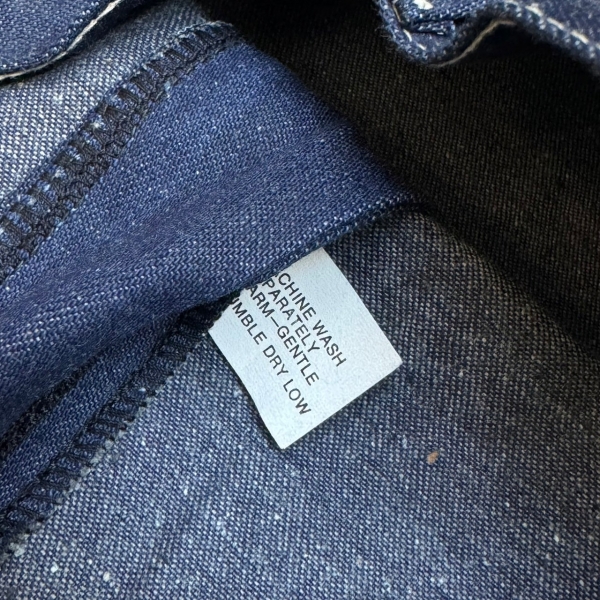 CHINE WASH
PARATELY
ARM—GENTLE
UMBLE DRY LOW